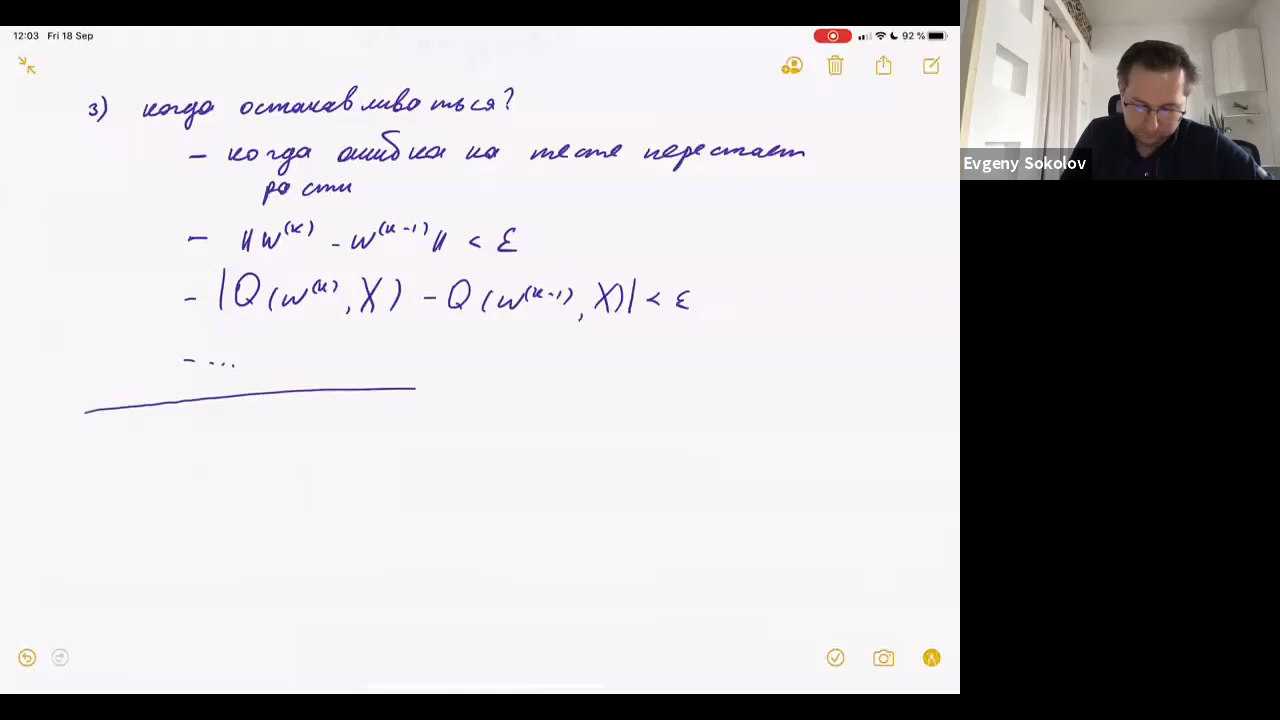 12:03 Fri 18 Sep
92 %
3) когда останавливаться?
- когда ошибка на тесте перестает
расти
- ||w^(k) - w^(k-1)|| < ε
- |Q(w^(k), X) - Q(w^(k-1), X)| < ε
- ...
Evgeny Sokolov